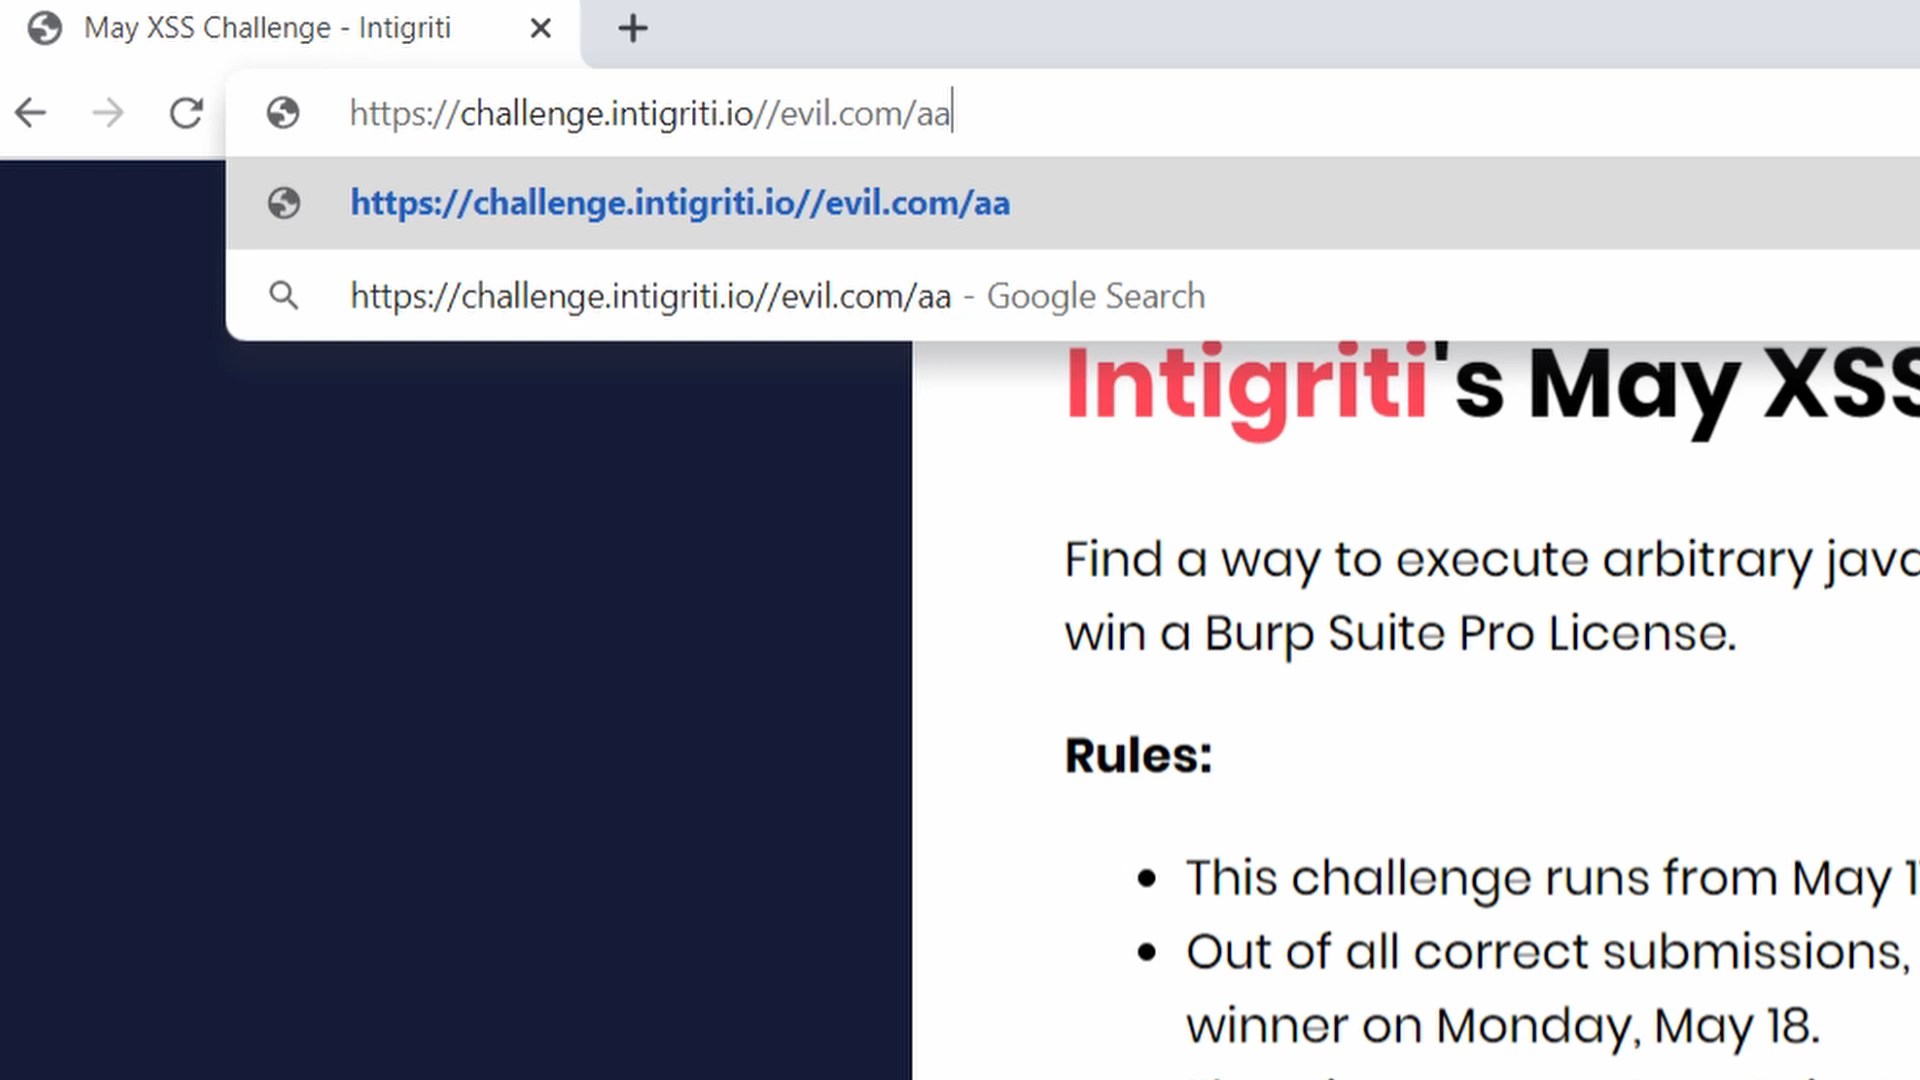 May XSS Challenge - Intigriti
https://challenge.intigriti.io//evil.com/aa
https://challenge.intigriti.io//evil.com/aa
https://challenge.intigriti.io//evil.com/aa - Google Search
Intigriti's May XSS
Find a way to execute arbitrary java
win a Burp Suite Pro License.
Rules:
• This challenge runs from May 1
• Out of all correct submissions,
winner on Monday, May 18.